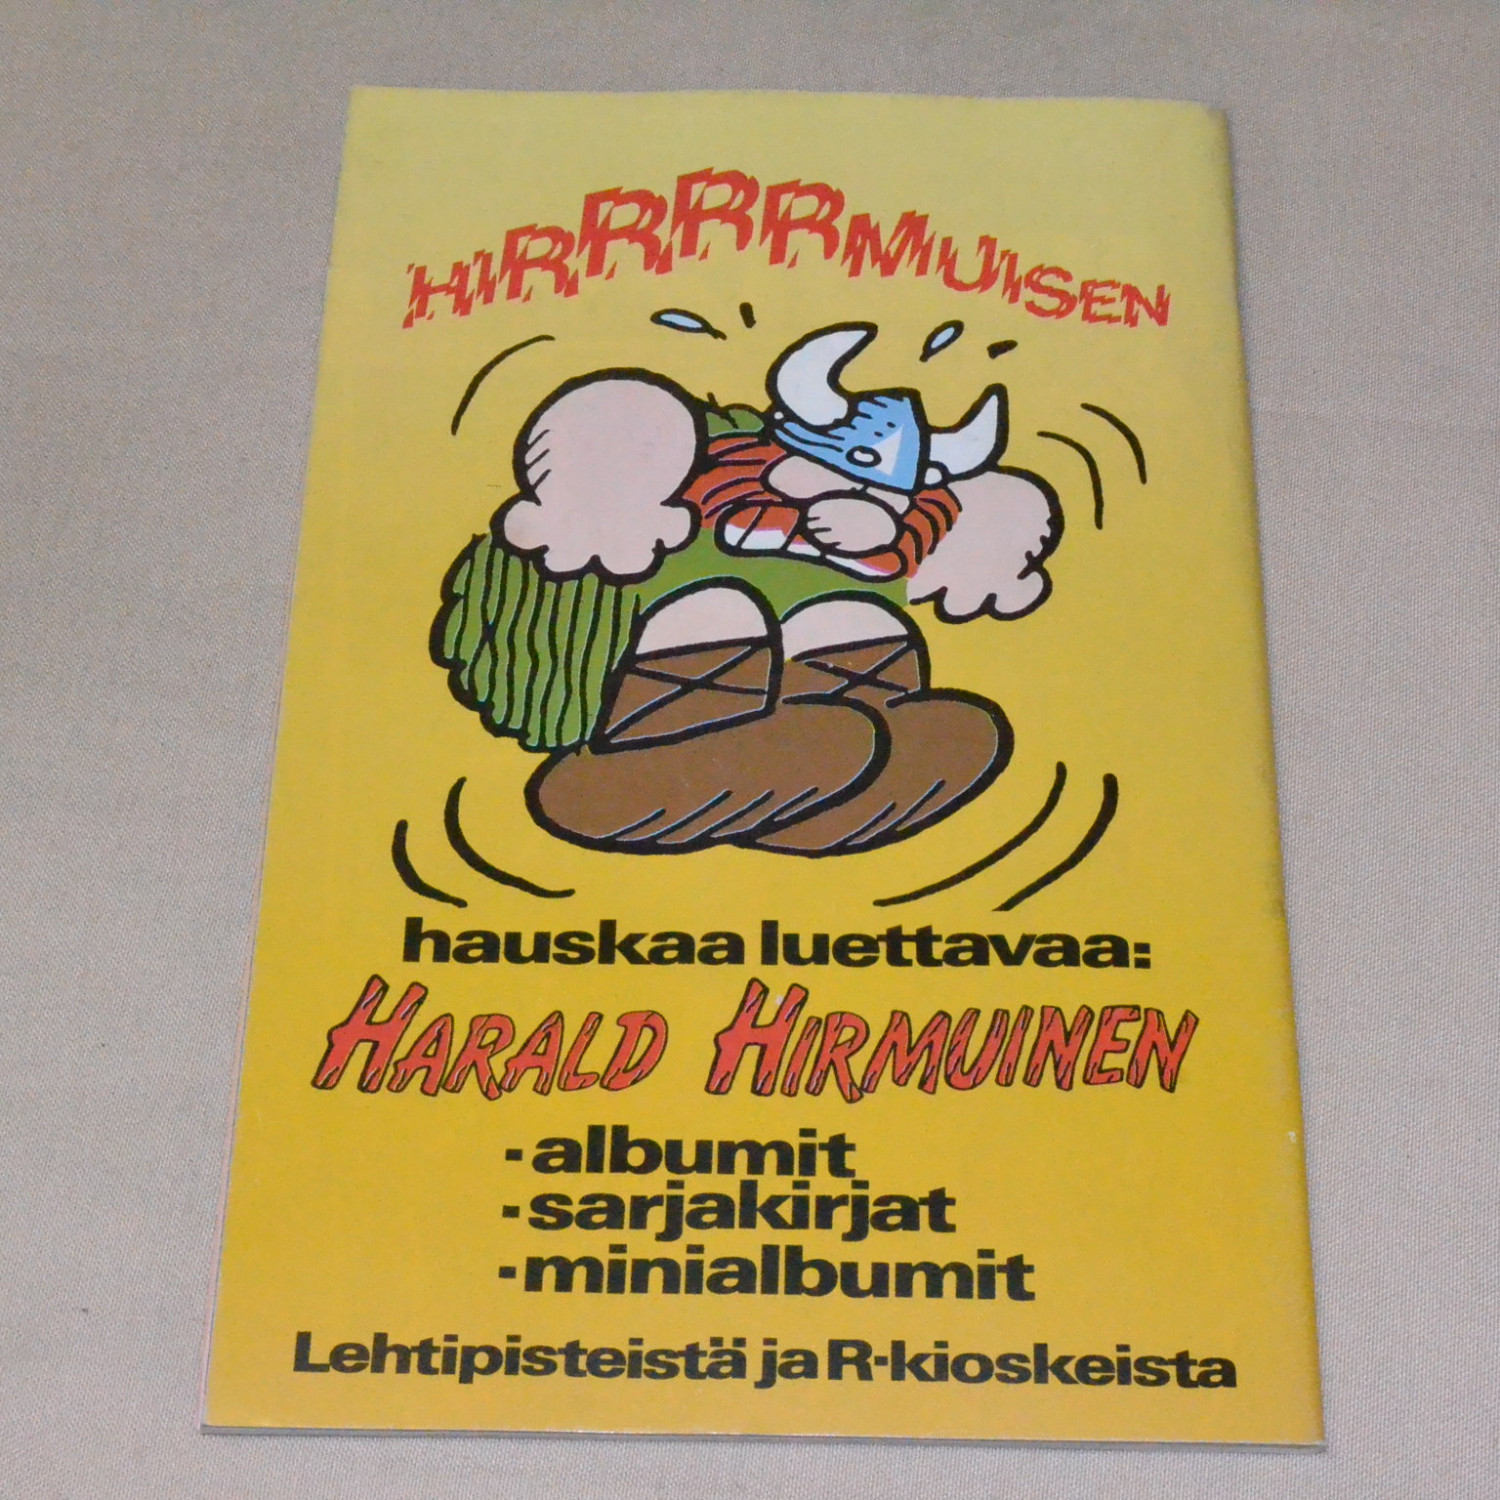 HIRRRRMUISEN
hauskaa luettavaa:
HARALD HIRMUINEN
-albumit
-sarjakirjat
-minialbumit
Lehtipisteistä ja R-kioskeista